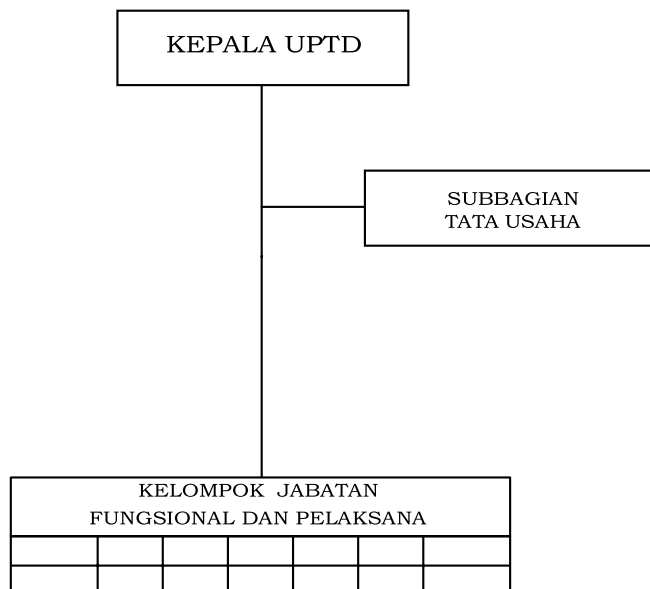 KEPALA UPTD
SUBBAGIAN
TATA USAHA
KELOMPOK JABATAN
FUNGSIONAL DAN PELAKSANA